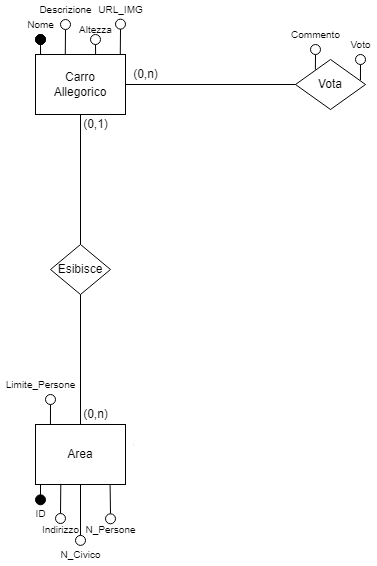 Descrizione URL_IMG
Nome
Altezza
Commento
Voto
Carro
Allegorico
(0,n)
Vota
(0,1)
Esibisce
Limite_Persone
(0,n)
Area
ID
Indirizzo
N_Persone
N_Civico